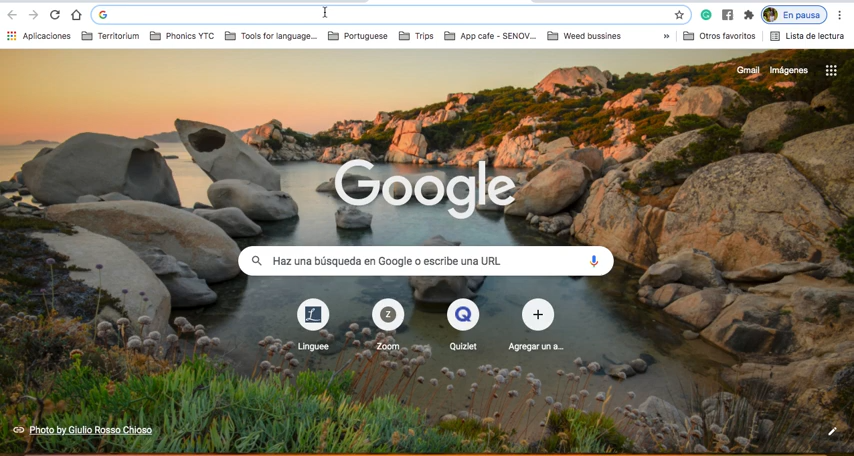 En pausa
Aplicaciones
Territorium
Phonics YTC
Tools for language...
Portuguese
Trips
App cafe - SENOV...
Weed bussines
»
Otros favoritos
Lista de lectura
Gmail
Imágenes
Google
Haz una búsqueda en Google o escribe una URL
Linguee
Z
Zoom
Q
Quizlet
Agregar un a...
Photo by Giulio Rosso Chioso